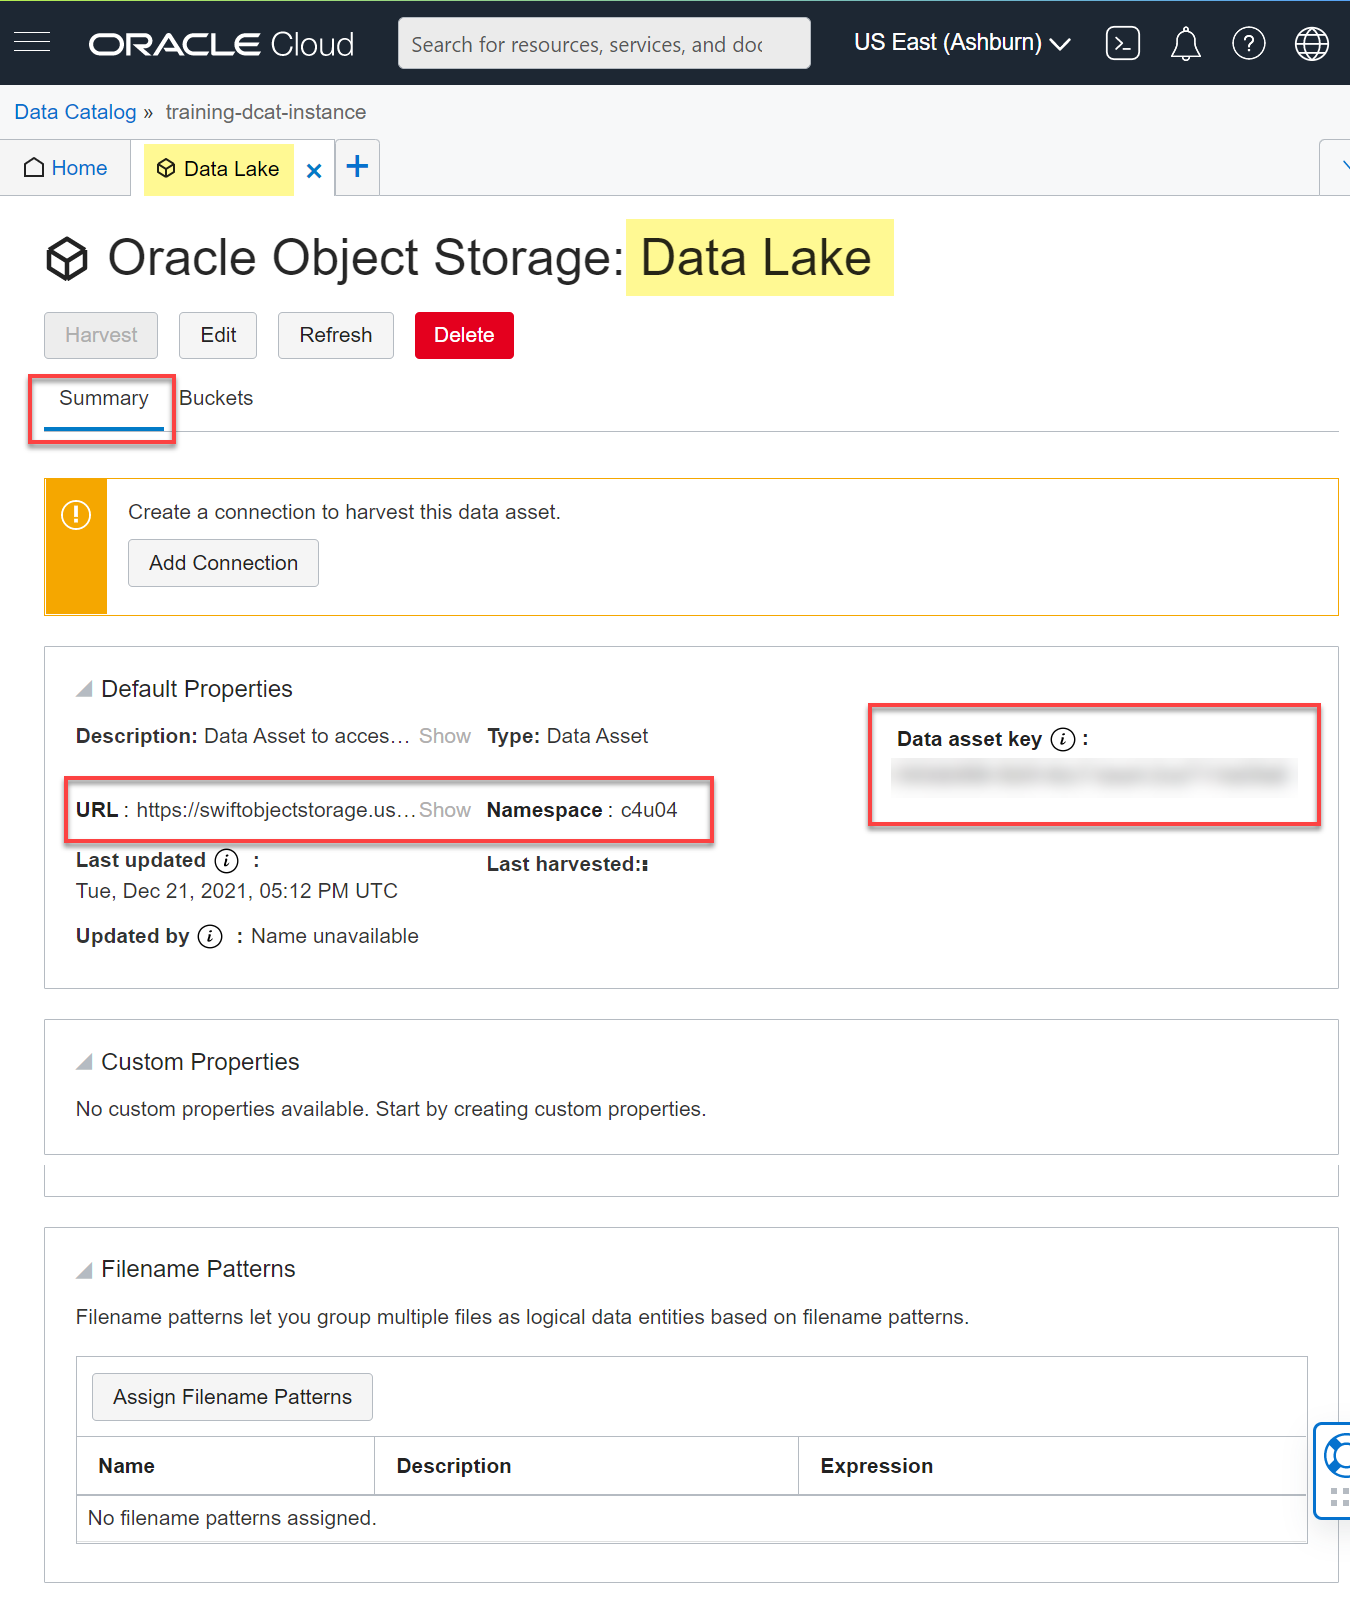 ORACLE Cloud
Search for resources, services, and doc
US East (Ashburn)
Data Catalog » training-dcat-instance
Home
Data Lake
Oracle Object Storage: Data Lake
Harvest
Edit
Refresh
Delete
Summary
Buckets
Create a connection to harvest this data asset.
Add Connection
Default Properties
Description: Data Asset to acces... Show
Type: Data Asset
Data asset key :
URL : https://swiftobjectstorage.us... Show
Namespace : c4u04
Last updated :
Tue, Dec 21, 2021, 05:12 PM UTC
Last harvested::
Updated by : Name unavailable
Custom Properties
No custom properties available. Start by creating custom properties.
Filename Patterns
Filename patterns let you group multiple files as logical data entities based on filename patterns.
Assign Filename Patterns
Name Description Expression
No filename patterns assigned.